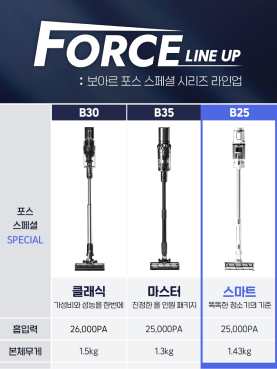 FORCE LINE UP
: 보아르 포스 스페셜 시리즈 라인업
B30 B35 B25
포스
스페셜
SPECIAL
클래식 마스터 스마트
가성비와 성능을 한번에 진정한 올 인원 패키지 똑똑한 청소기의 기준
흡입력 26,000PA 25,000PA 25,000PA
본체무게 1.5kg 1.3kg 1.43kg